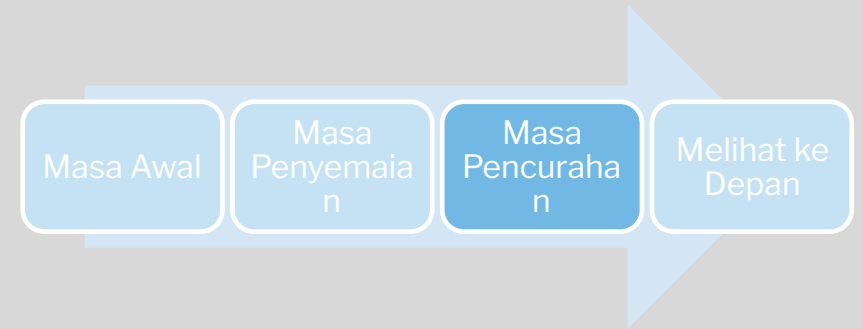 Masa Awal
Masa
Penyemaia
n
Masa
Pencuraha
n
Melihat ke
Depan